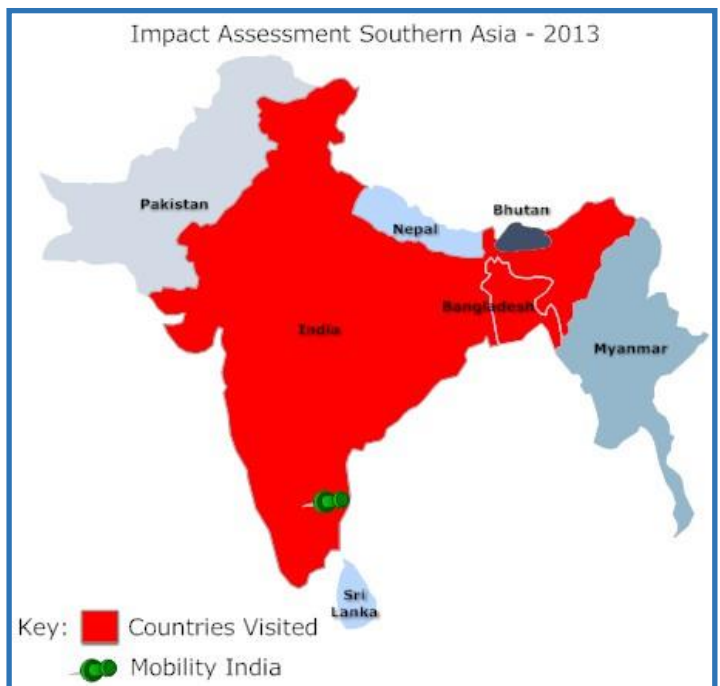 Impact Assessment Southern Asia - 2013
Pakistan
Nepal
Bhutan
Bangladesh
India
Myanmar
Sri
Lanka
Key:
Countries Visited
Mobility India